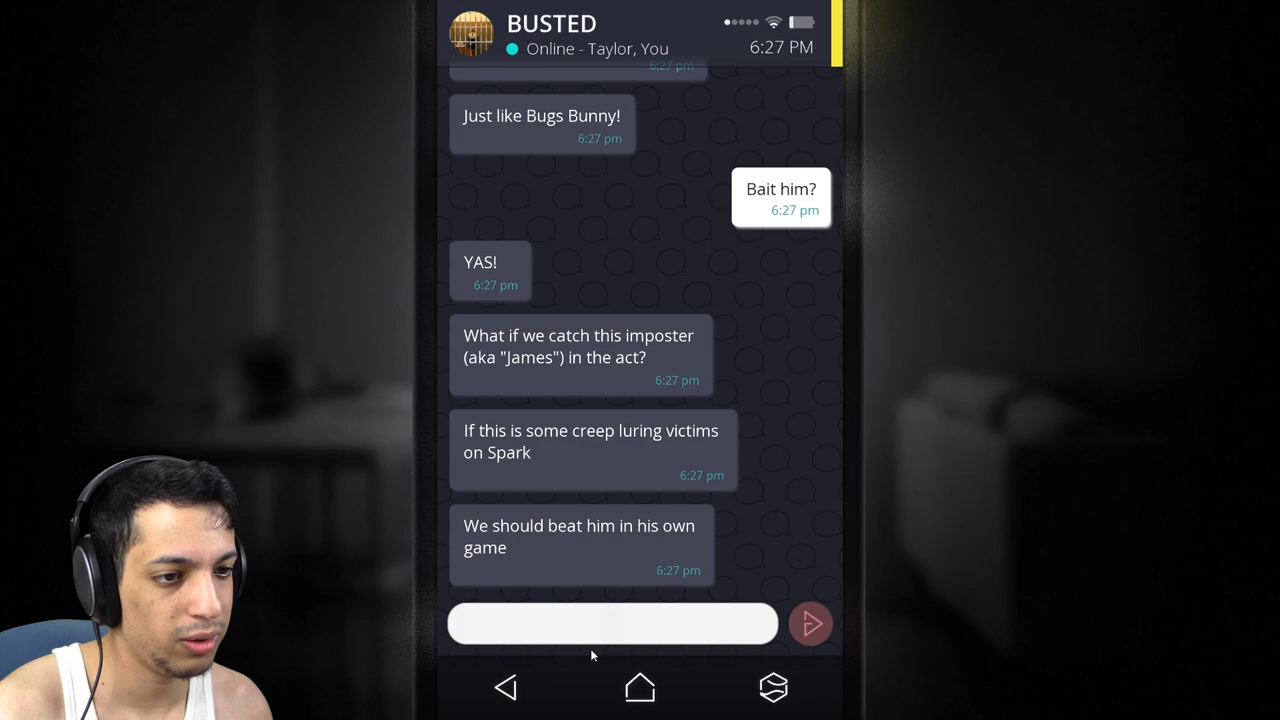 BUSTED
Online - Taylor, You
6:27 PM
6:27 pm
Just like Bugs Bunny!
6:27 pm
Bait him?
6:27 pm
YAS!
6:27 pm
What if we catch this imposter
(aka "James") in the act?
6:27 pm
If this is some creep luring victims
on Spark
6:27 pm
We should beat him in his own
game
6:27 pm